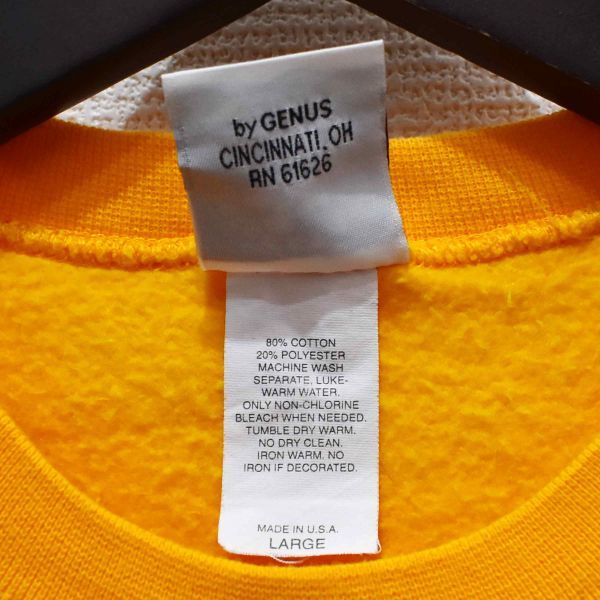 by GENUS
CINCINNATI, OH
RN 61626
80% COTTON
20% POLYESTER
MACHINE WASH
SEPARATE, LUKE-
WARM WATER.
ONLY NON-CHLORINE
BLEACH WHEN NEEDED.
TUMBLE DRY WARM.
NO DRY CLEAN.
IRON WARM. NO
IRON IF DECORATED.
MADE IN U.S.A.
LARGE